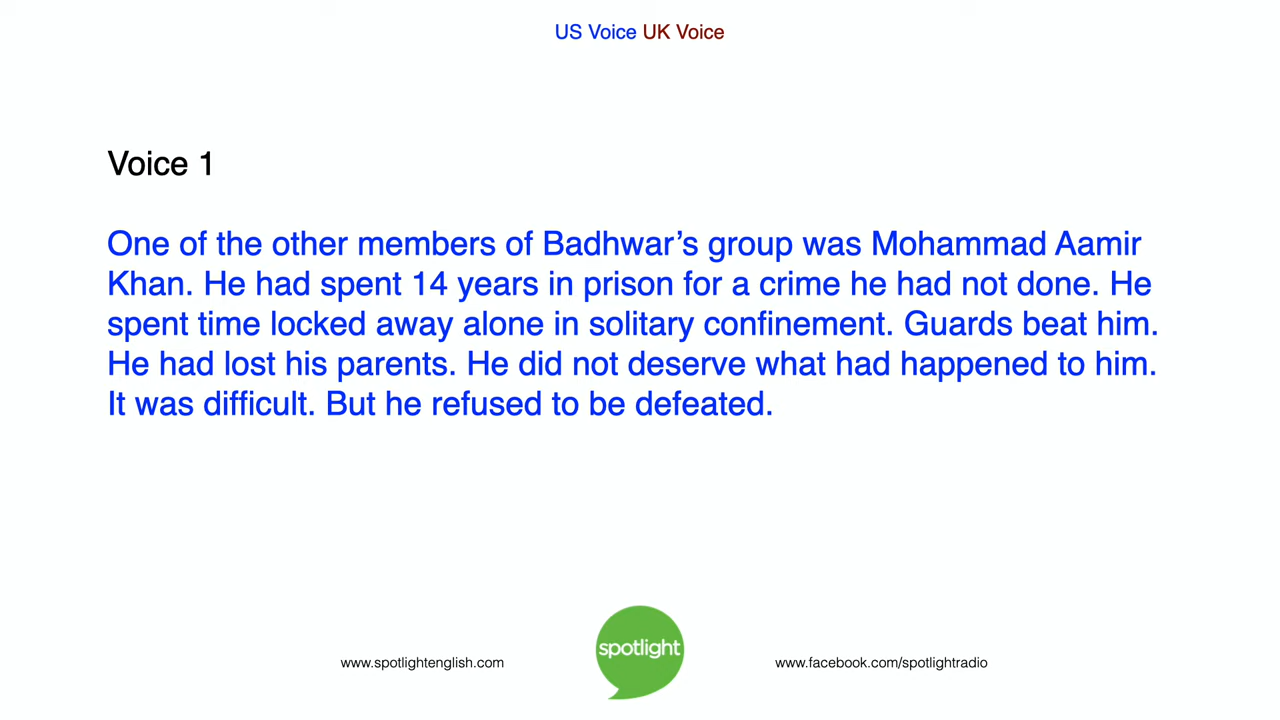 US Voice UK Voice
Voice 1
One of the other members of Badhwar’s group was Mohammad Aamir
Khan. He had spent 14 years in prison for a crime he had not done. He
spent time locked away alone in solitary confinement. Guards beat him.
He had lost his parents. He did not deserve what had happened to him.
It was difficult. But he refused to be defeated.
www.spotlightenglish.com
spotlight
www.facebook.com/spotlightradio